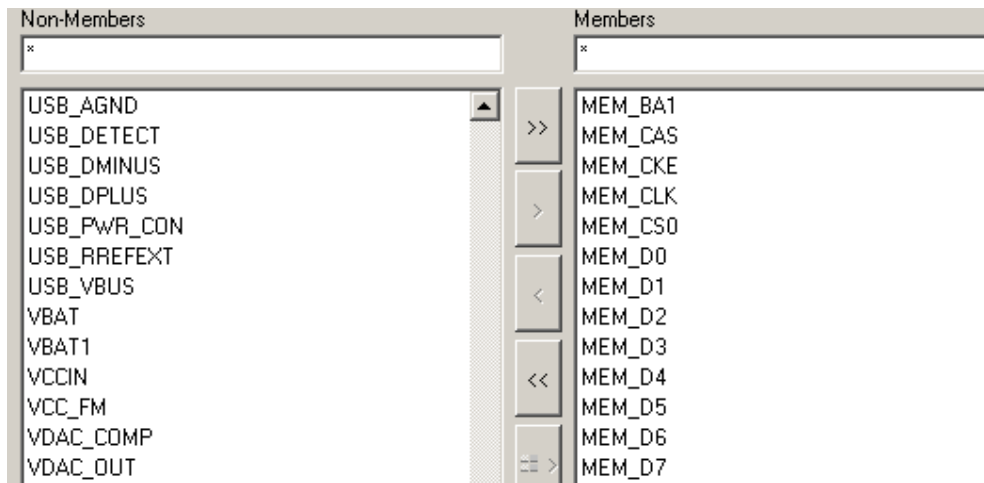 Non-Members
*
USB_AGND
USB_DETECT
USB_DMINUS
USB_DPLUS
USB_PWR_CON
USB_RREFEXT
USB_VBUS
VBAT
VBAT1
VCCIN
VCC_FM
VDAC_COMP
VDAC_OUT
>>
>
<
<<
>
Members
*
MEM_BA1
MEM_CAS
MEM_CKE
MEM_CLK
MEM_CS0
MEM_D0
MEM_D1
MEM_D2
MEM_D3
MEM_D4
MEM_D5
MEM_D6
MEM_D7